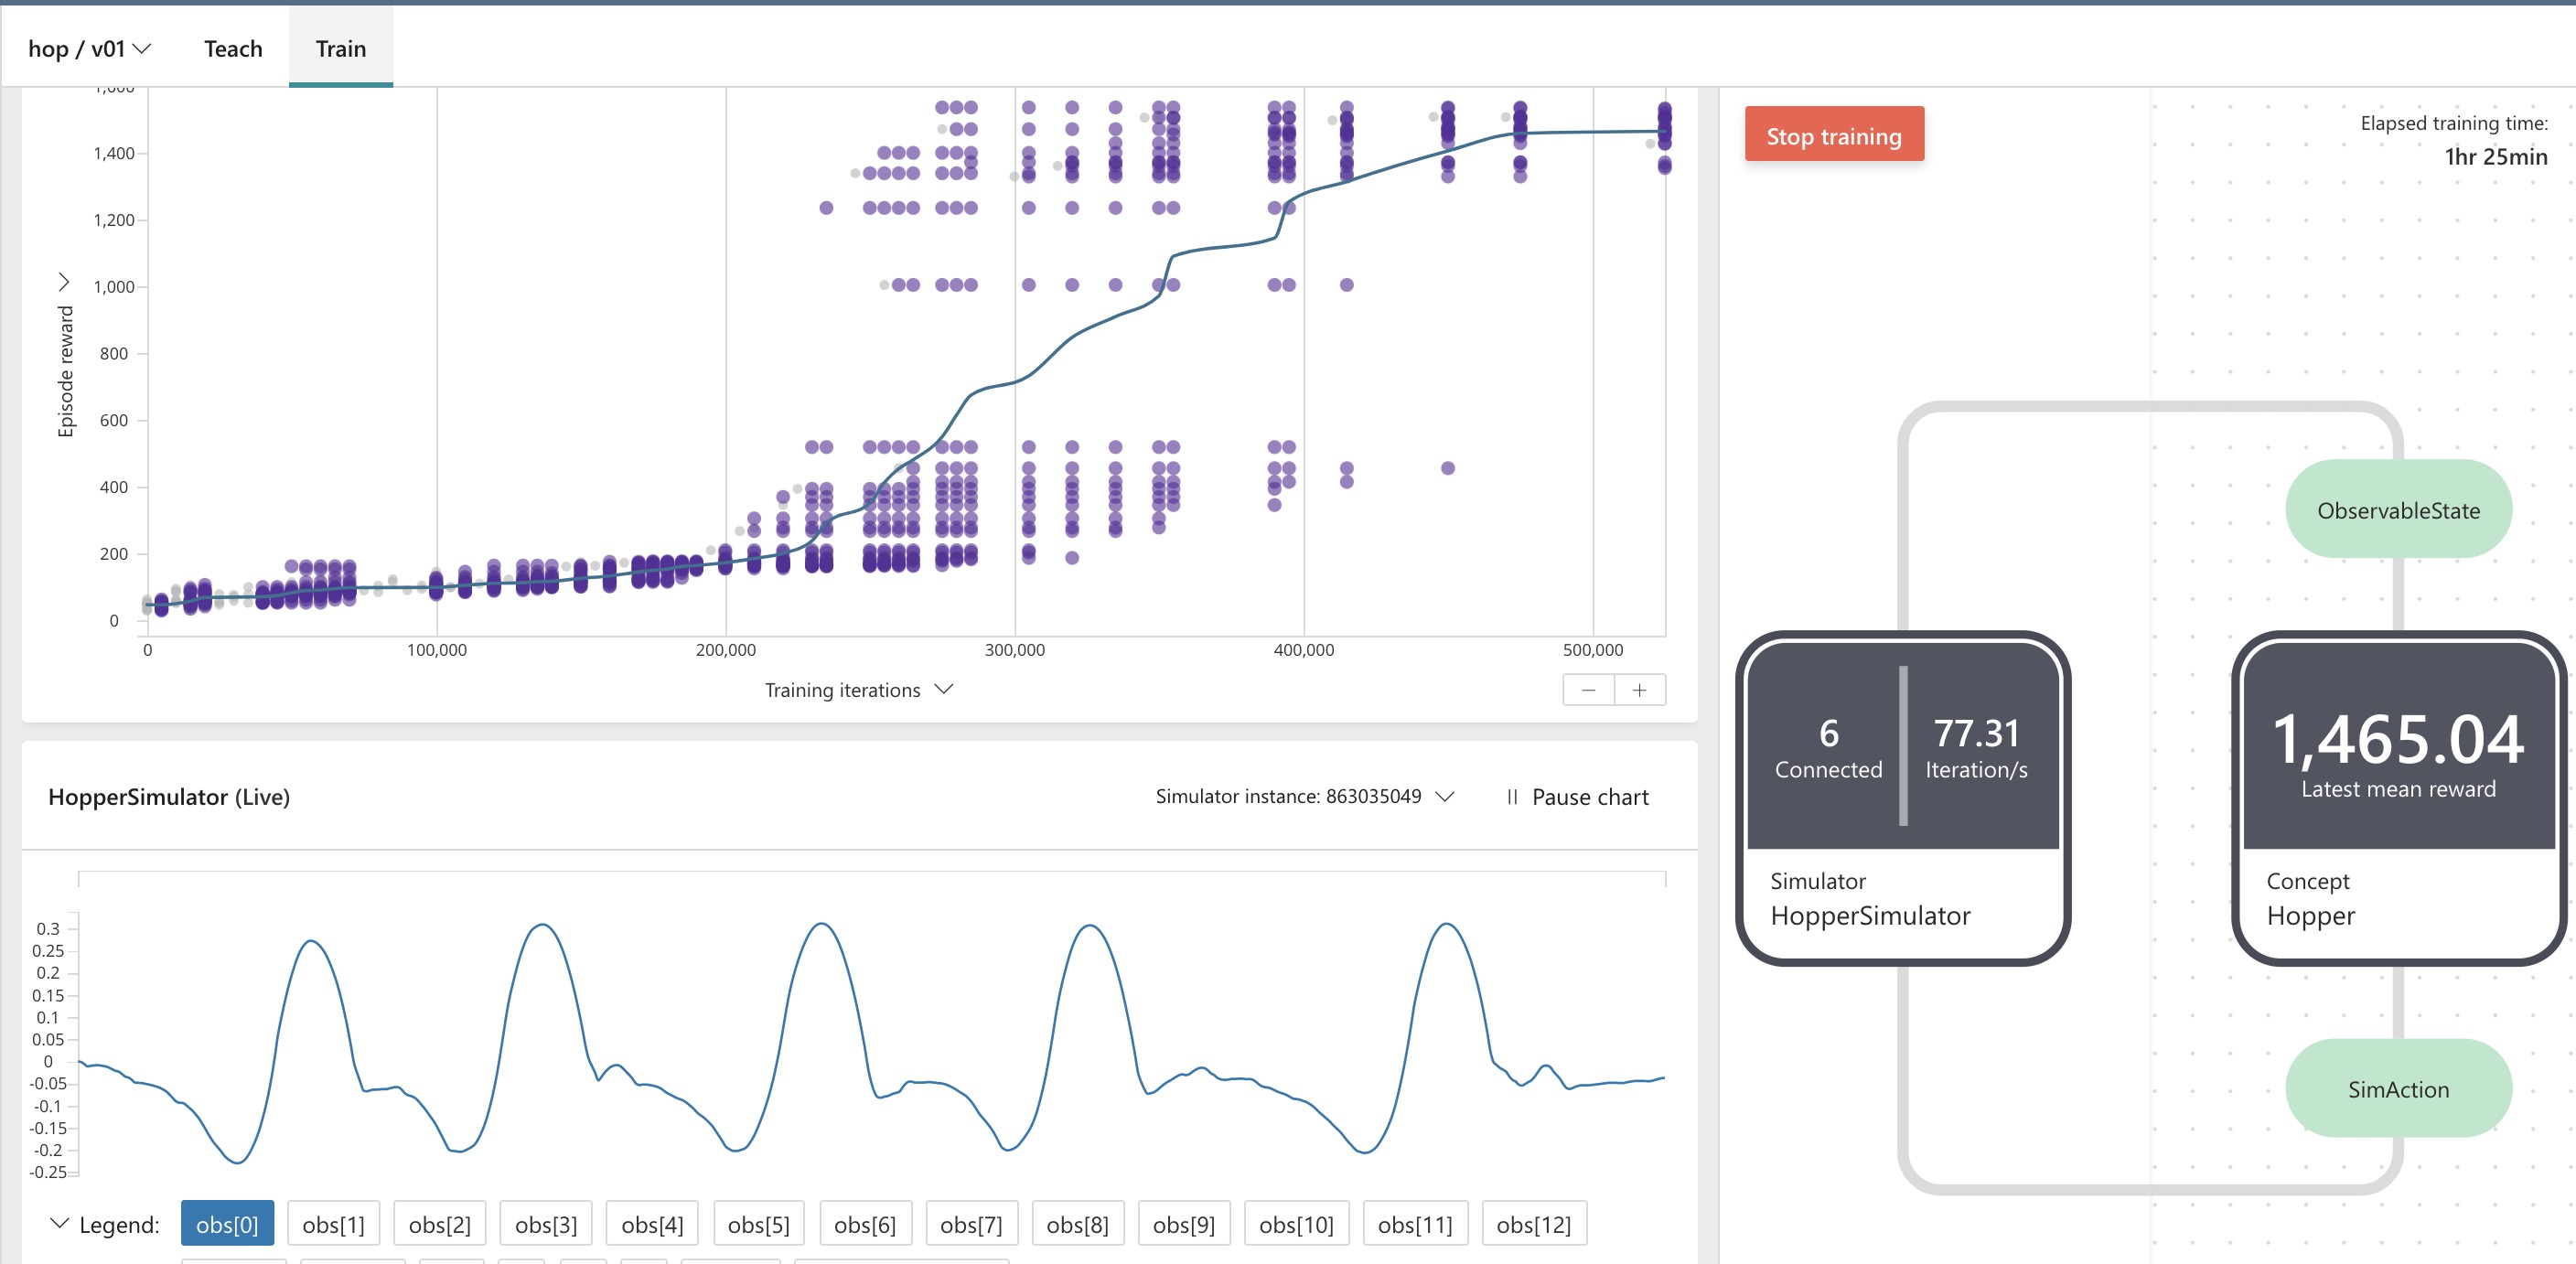 hop / v01
Teach
Train
1,600
1,400
1,200
1,000
800
600
400
200
0
Episode reward
0
100,000
200,000
300,000
400,000
500,000
Training iterations
− +
HopperSimulator (Live)
Simulator instance: 863035049
Pause chart
0.3
0.25
0.2
0.15
0.1
0.05
0
-0.05
-0.1
-0.15
-0.2
-0.25
Legend:
obs[0]
obs[1]
obs[2]
obs[3]
obs[4]
obs[5]
obs[6]
obs[7]
obs[8]
obs[9]
obs[10]
obs[11]
obs[12]
Stop training
Elapsed training time:
1hr 25min
ObservableState
6
Connected
77.31
Iteration/s
Simulator
HopperSimulator
1,465.04
Latest mean reward
Concept
Hopper
SimAction